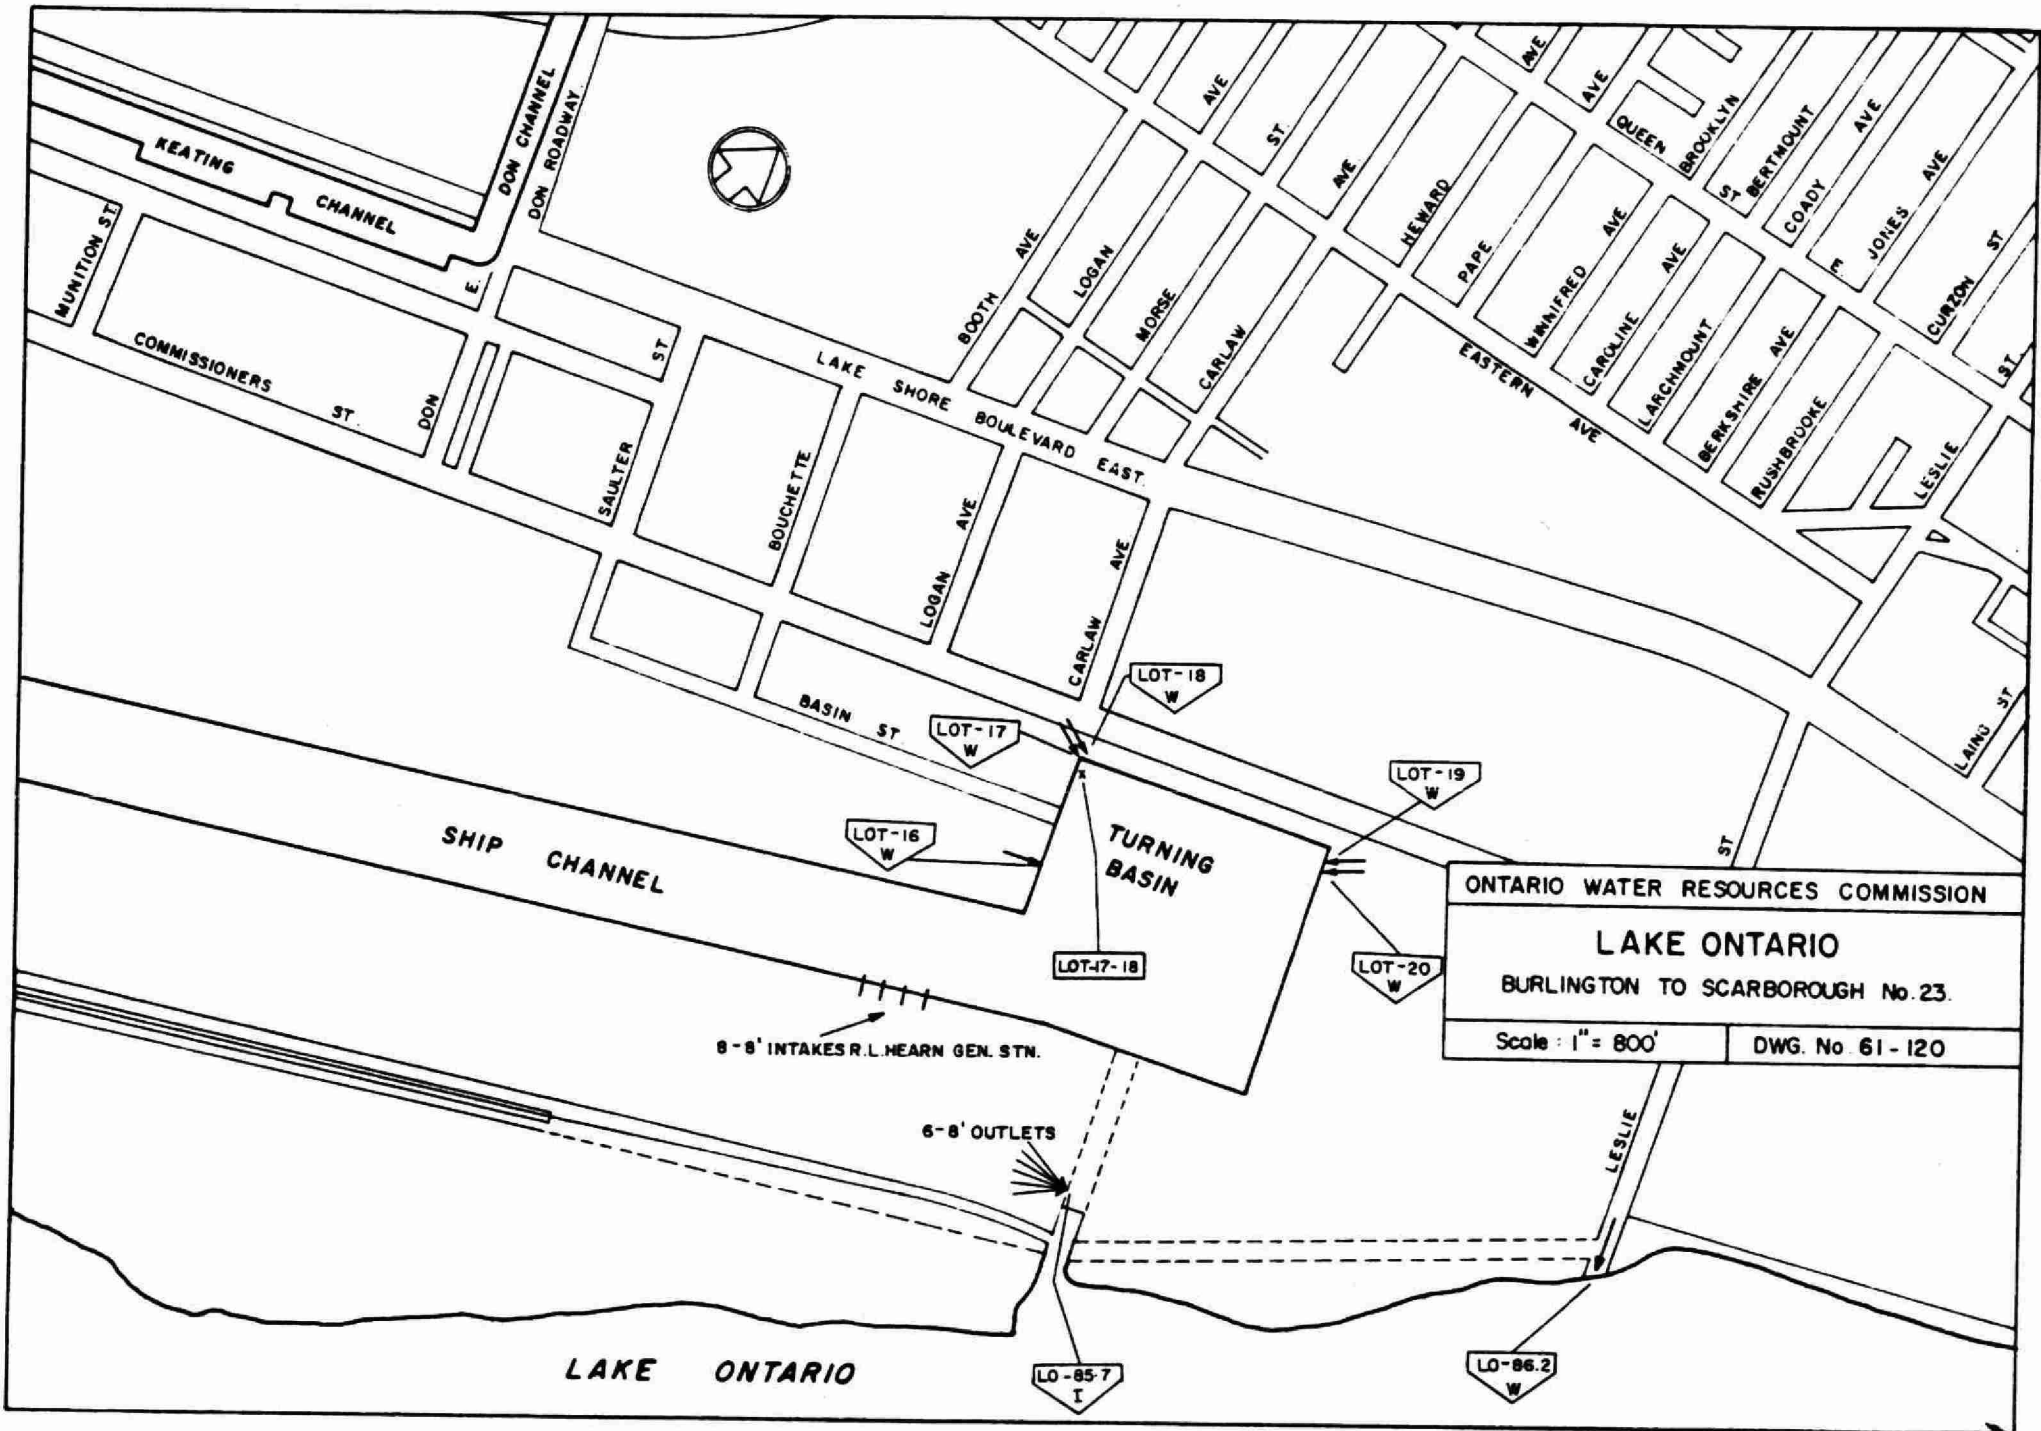 KEATING CHANNEL
DON CHANNEL
DON ROADWAY
MUNITION ST.
COMMISSIONERS ST.
DON
E.
SAULTER ST
BOUCHETTE
LOGAN AVE
CARLAW AVE
LAKE SHORE BOULEVARD EAST.
BOOTH AVE
LOGAN
AVE
MORSE
ST.
CARLAW
AVE
HEWARD
AVE
PAPE
AVE
WINNIFRED AVE
CAROLINE AVE
LARCHMOUNT
BERKSHIRE AVE
RUSHBROOKE
LESLIE
EASTERN AVE
QUEEN ST E.
BROOKLYN
BERTMOUNT
COADY AVE
JONES AVE
CURZON ST
ST.
LAING ST
BASIN ST
LOT-18
W
LOT-17
W
LOT-19
W
LOT-16
W
LOT-20
W
LOT-17-18
TURNING
BASIN
SHIP CHANNEL
8-8' INTAKES R.L.HEARN GEN. STN.
6-8' OUTLETS
LESLIE
ST
ONTARIO WATER RESOURCES COMMISSION
LAKE ONTARIO
BURLINGTON TO SCARBOROUGH No.23.
Scale : 1" = 800'
DWG. No. 61-120
LAKE ONTARIO
LO-85.7
I
LO-86.2
W